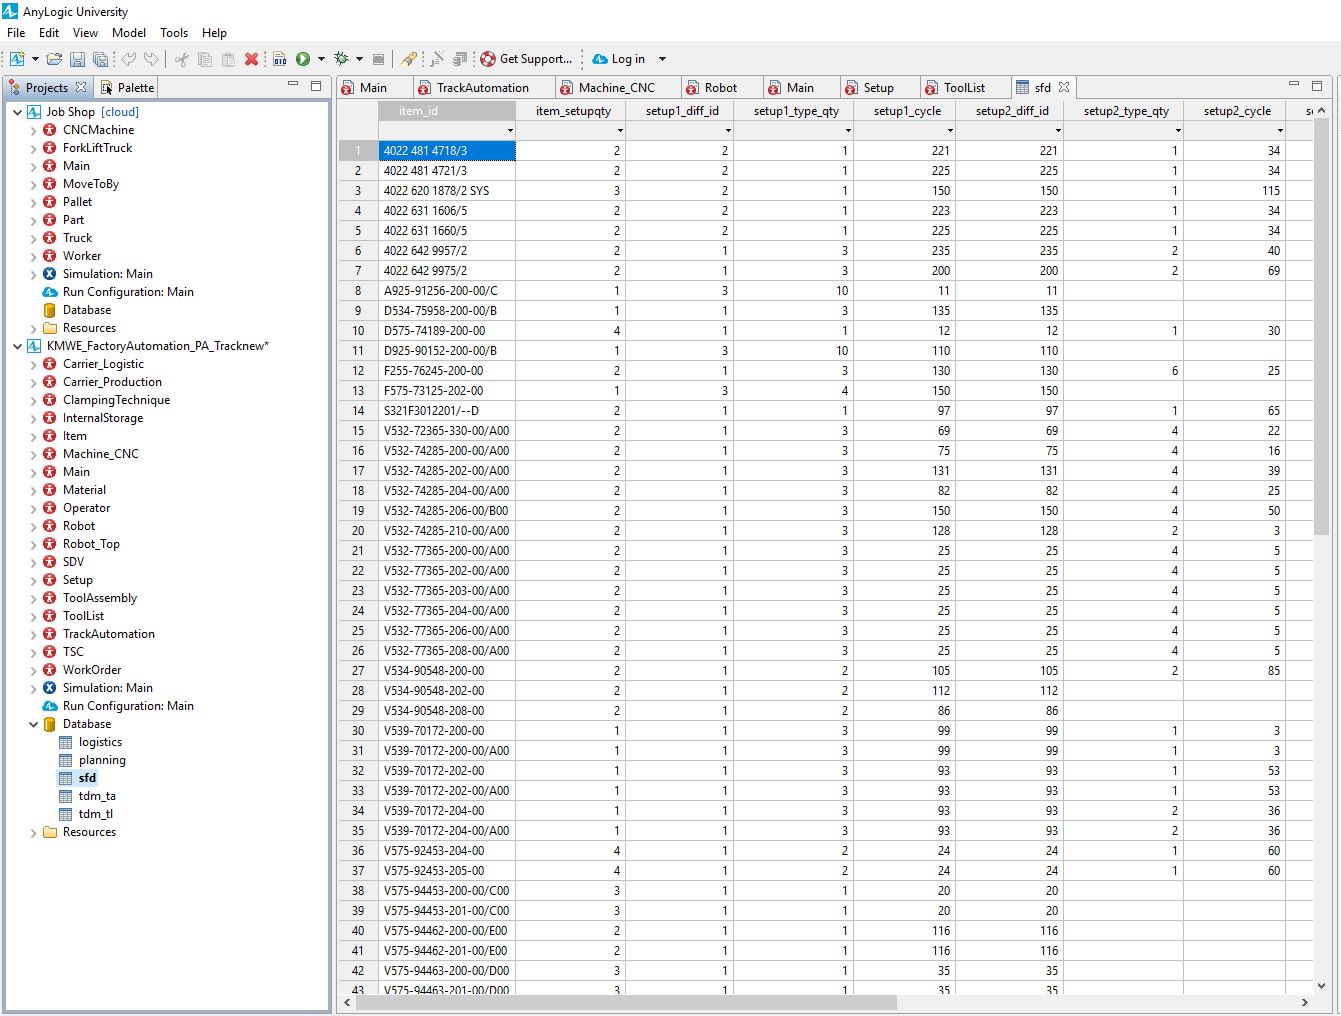 AnyLogic University
File Edit View Model Tools Help
Get Support... Log in
Projects Palette
Job Shop [cloud]
CNCMachine
ForkLiftTruck
Main
MoveToBy
Pallet
Part
Truck
Worker
Simulation: Main
Run Configuration: Main
Database
Resources
KMWE_FactoryAutomation_PA_Tracknew*
Carrier_Logistic
Carrier_Production
ClampingTechnique
InternalStorage
Item
Machine_CNC
Main
Material
Operator
Robot
Robot_Top
SDV
Setup
ToolAssembly
ToolList
TrackAutomation
TSC
WorkOrder
Simulation: Main
Run Configuration: Main
Database
logistics
planning
sfd
tdm_ta
tdm_tl
Resources
Main TrackAutomation Machine_CNC Robot Main Setup ToolList sfd
item_id item_setupqty setup1_diff_id setup1_type_qty setup1_cycle setup2_diff_id setup2_type_qty setup2_cycle
1 4022 481 4718/3 2 2 1 221 221 1 34
2 4022 481 4721/3 2 2 1 225 225 1 34
3 4022 620 1878/2 SYS 3 2 1 150 150 1 115
4 4022 631 1606/5 2 2 1 223 223 1 34
5 4022 631 1660/5 2 2 1 225 225 1 34
6 4022 642 9957/2 2 1 3 235 235 2 40
7 4022 642 9975/2 2 1 3 200 200 2 69
8 A925-91256-200-00/C 1 3 10 11 11
9 D534-75958-200-00/B 1 1 3 135 135
10 D575-74189-200-00 4 1 1 12 12 1 30
11 D925-90152-200-00/B 1 3 10 110 110
12 F255-76245-200-00 2 1 3 130 130 6 25
13 F575-73125-202-00 1 3 4 150 150
14 S321F3012201/--D 2 1 1 97 97 1 65
15 V532-72365-330-00/A00 2 1 3 69 69 4 22
16 V532-74285-200-00/A00 2 1 3 75 75 4 16
17 V532-74285-202-00/A00 2 1 3 131 131 4 39
18 V532-74285-204-00/A00 2 1 3 82 82 4 25
19 V532-74285-206-00/B00 2 1 3 150 150 4 50
20 V532-74285-210-00/A00 2 1 3 128 128 2 3
21 V532-77365-200-00/A00 2 1 3 25 25 4 5
22 V532-77365-202-00/A00 2 1 3 25 25 4 5
23 V532-77365-203-00/A00 2 1 3 25 25 4 5
24 V532-77365-204-00/A00 2 1 3 25 25 4 5
25 V532-77365-206-00/A00 2 1 3 25 25 4 5
26 V532-77365-208-00/A00 2 1 3 25 25 4 5
27 V534-90548-200-00 2 1 2 105 105 2 85
28 V534-90548-202-00 2 1 2 112 112
29 V534-90548-208-00 2 1 2 86 86
30 V539-70172-200-00 1 1 3 99 99 1 3
31 V539-70172-200-00/A00 1 1 3 99 99 1 3
32 V539-70172-202-00 1 1 3 93 93 1 53
33 V539-70172-202-00/A00 1 1 3 93 93 1 53
34 V539-70172-204-00 1 1 3 93 93 2 36
35 V539-70172-204-00/A00 1 1 3 93 93 2 36
36 V575-92453-204-00 4 1 2 24 24 1 60
37 V575-92453-205-00 4 1 2 24 24 1 60
38 V575-94453-200-00/C00 3 1 1 20 20
39 V575-94453-201-00/C00 3 1 1 20 20
40 V575-94462-200-00/E00 2 1 1 116 116
41 V575-94462-201-00/E00 2 1 1 116 116
42 V575-94463-200-00/D00 3 1 1 35 35
43 V575-94463-201-00/D00 3 1 1 35 35